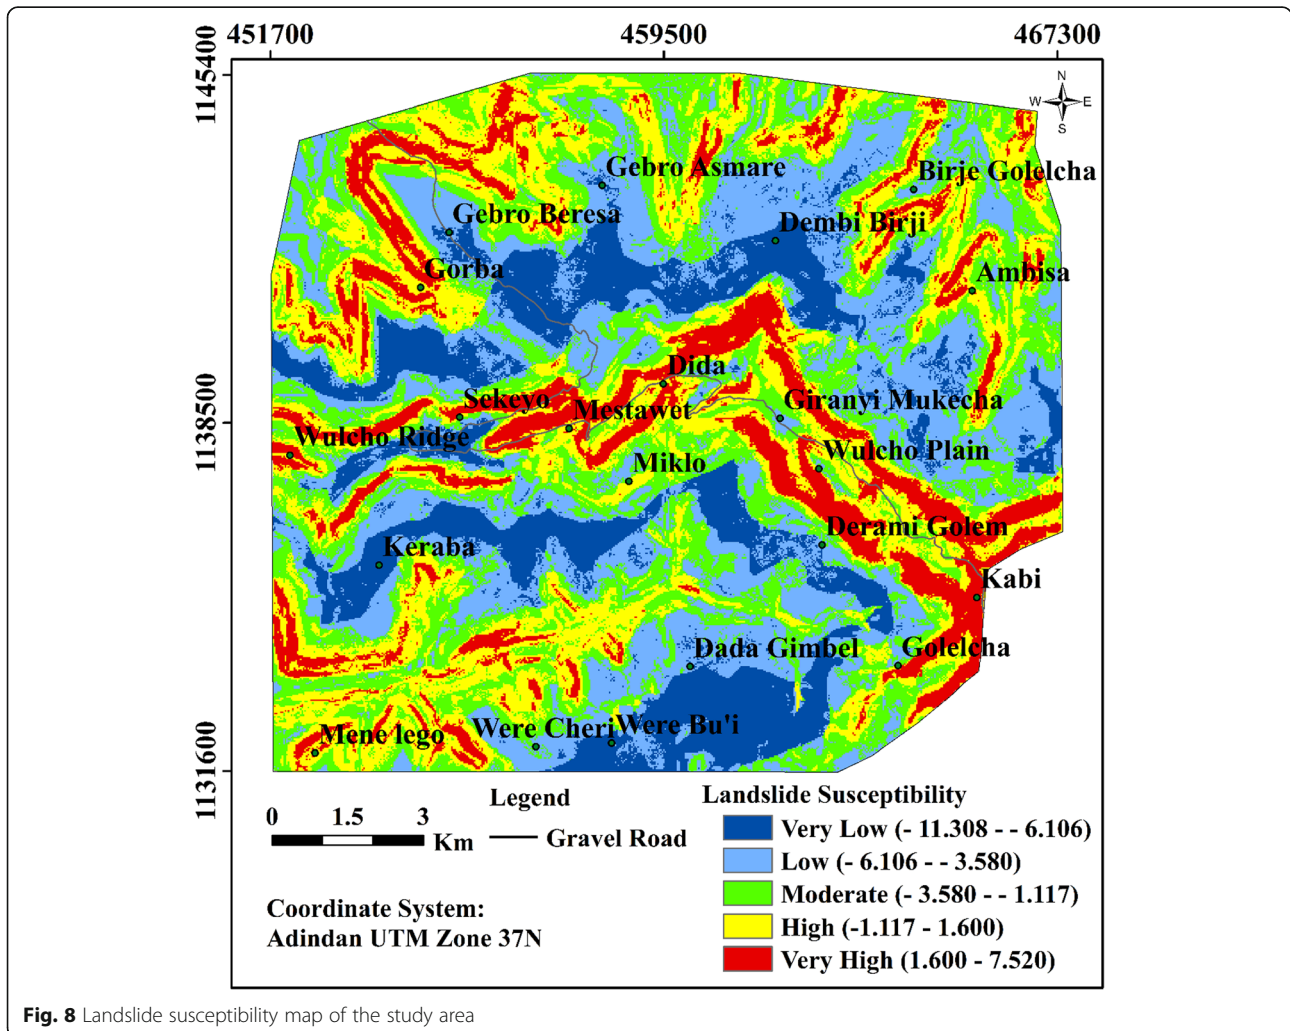 451700 459500 467300
1145400
1138500
1131600
N
W E
S
Gebro Asmare
Birje Golelcha
Gebro Beresa
Dembi Birji
Gorba
Ambisa
Dida
Sekeyo
Mestawet
Giranyi Mukecha
Wulcho Ridge
Wulcho Plain
Miklo
Derami Golem
Keraba
Kabi
Dada Gimbel
Golelcha
Mene lego
Were Cheri
Were Bu'i
0 1.5 3
Km
Legend
Gravel Road
Landslide Susceptibility
Very Low (- 11.308 - - 6.106)
Low (- 6.106 - - 3.580)
Moderate (- 3.580 - - 1.117)
High (-1.117 - 1.600)
Very High (1.600 - 7.520)
Coordinate System:
Adindan UTM Zone 37N
Fig. 8 Landslide susceptibility map of the study area